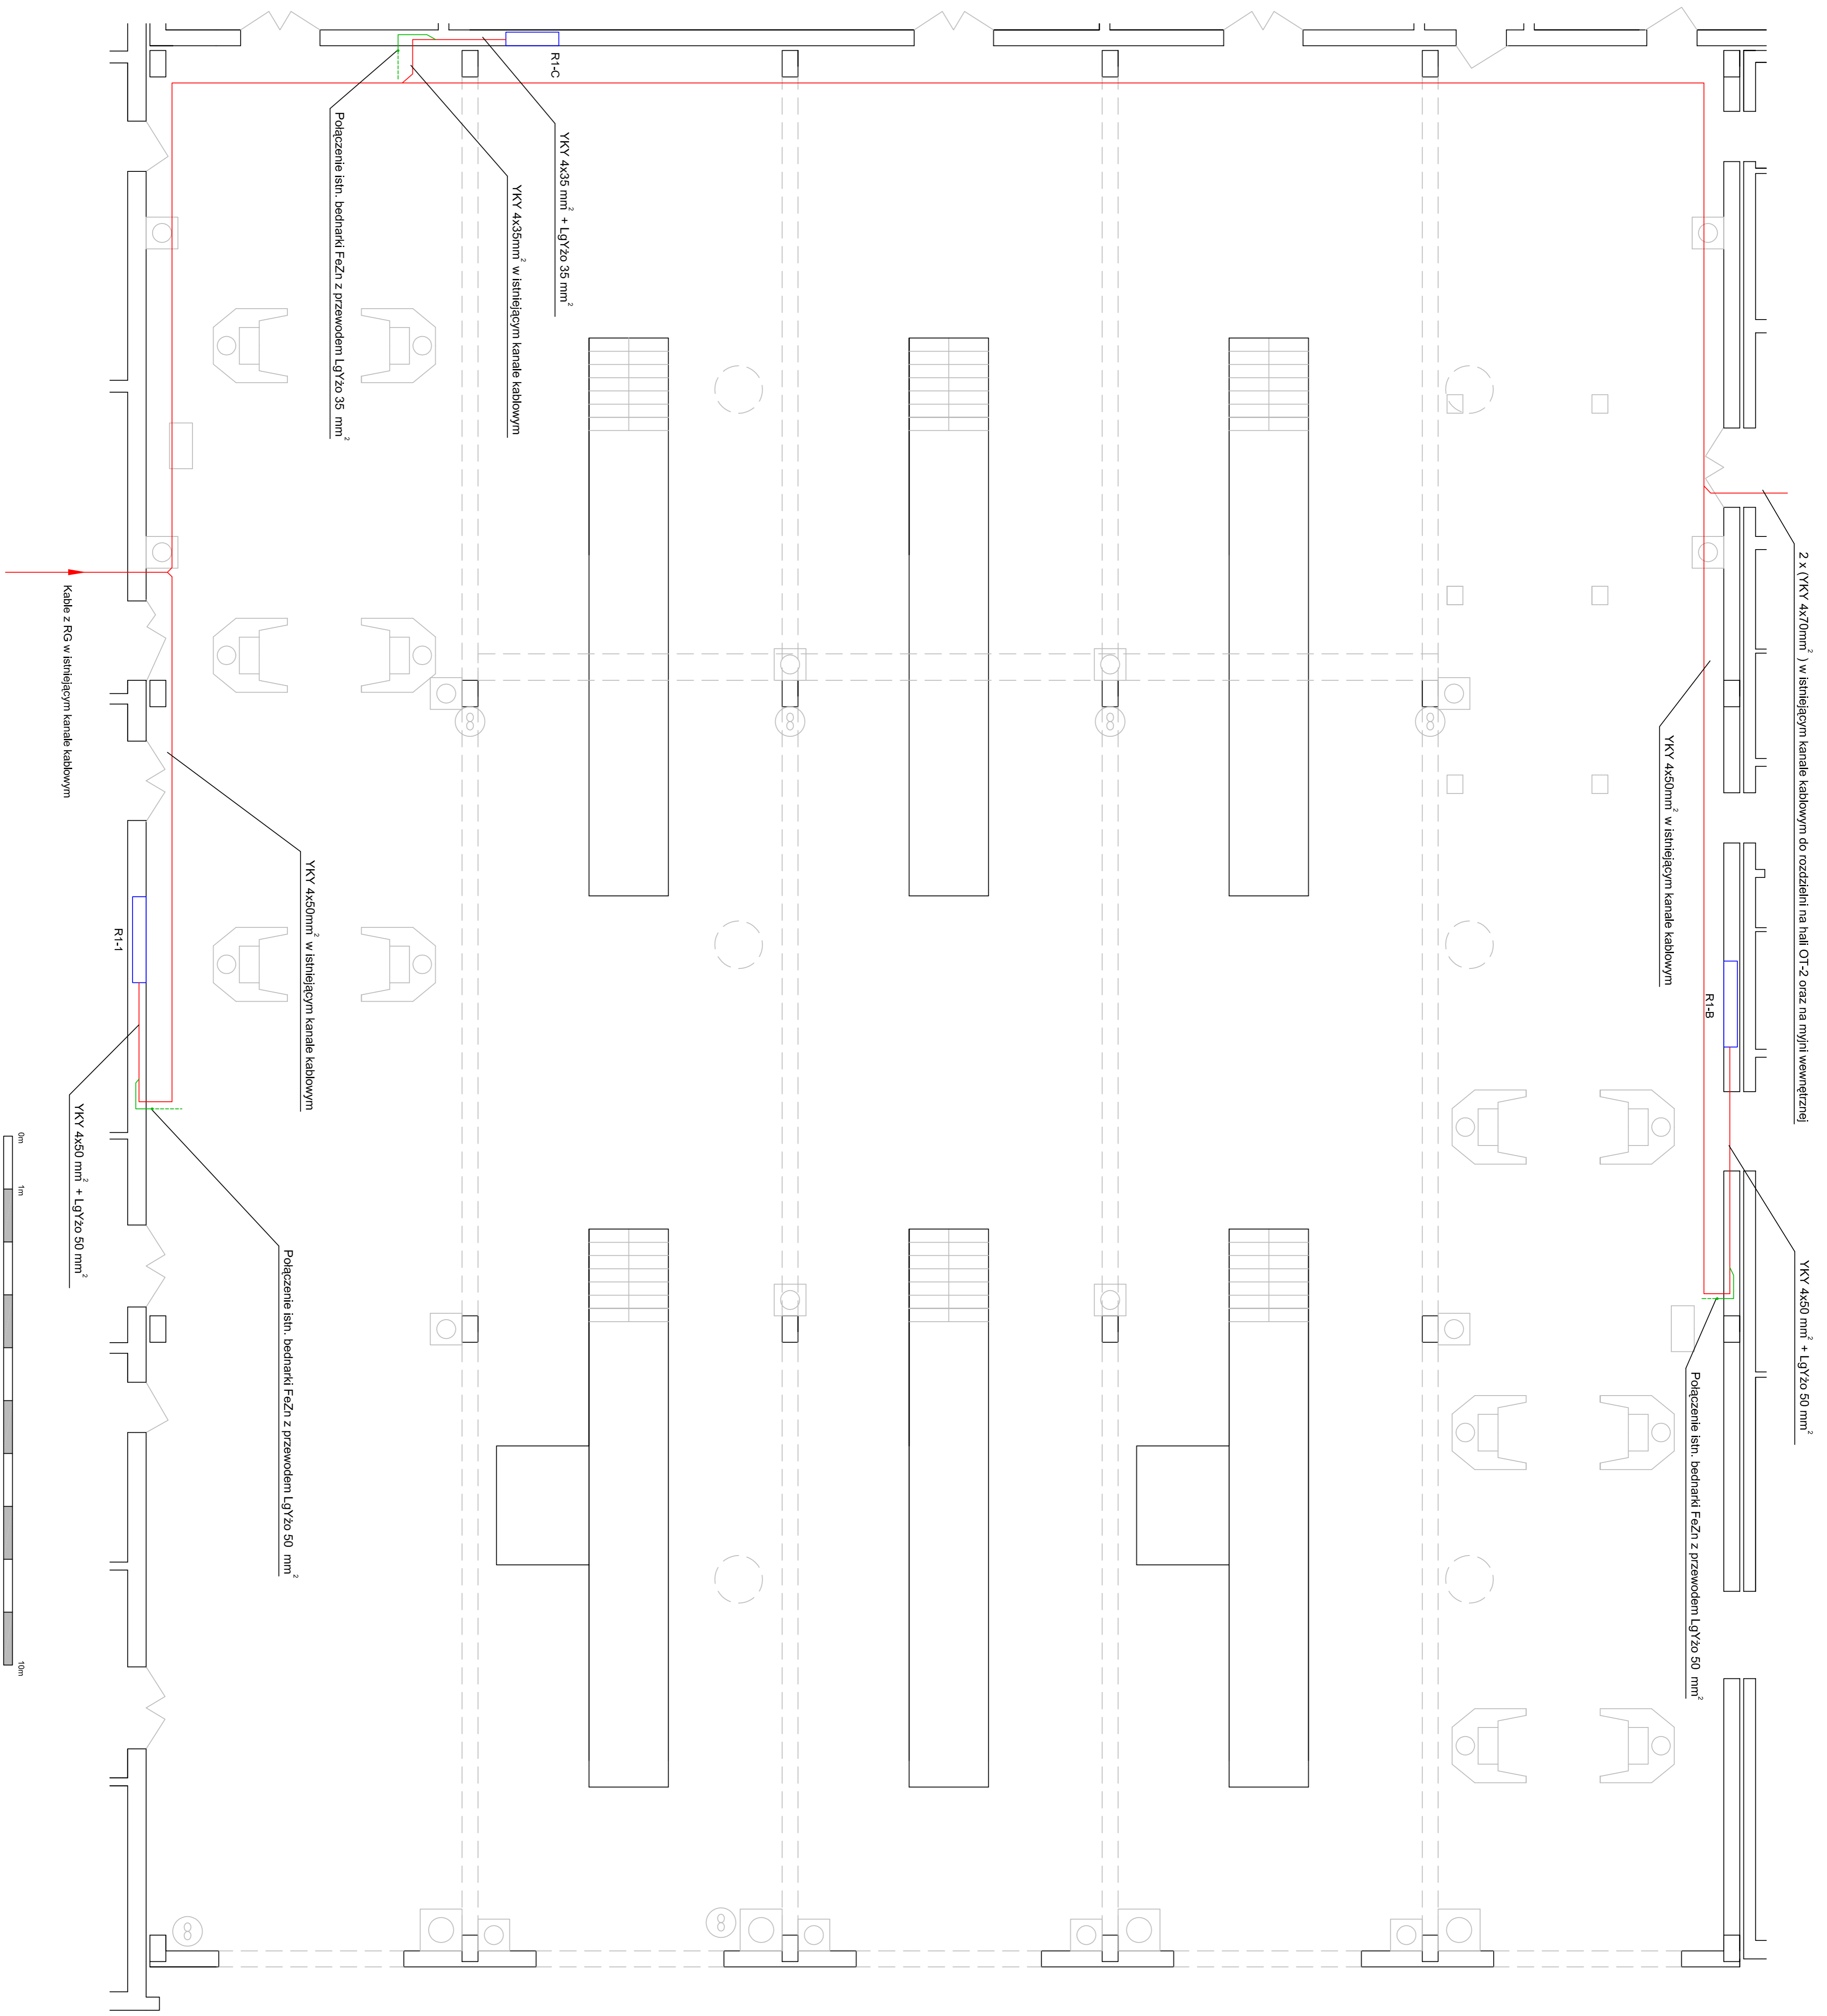 2 x (YKY 4x70mm² ) w istniejącym kanale kablowym do rozdzielni na hali OT-2 oraz na myjni wewnętrznej
YKY 4x50 mm² + LgYżo 50 mm²
R1-B
YKY 4x50mm² w istniejącym kanale kablowym
Połączenie istn. bednarki FeZn z przewodem LgYżo 50 mm²
R1-C
YKY 4x35 mm² + LgYżo 35 mm²
YKY 4x35mm² w istniejącym kanale kablowym
Połączenie istn. bednarki FeZn z przewodem LgYżo 35 mm²
YKY 4x50mm² w istniejącym kanale kablowym
Połączenie istn. bednarki FeZn z przewodem LgYżo 50 mm²
R1-1
YKY 4x50 mm² + LgYżo 50 mm²
Kable z RG w istniejącym kanale kablowym
0m
1m
10m